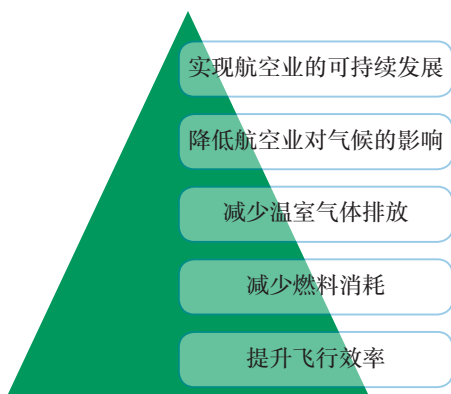 实现航空业的可持续发展
降低航空业对气候的影响
减少温室气体排放
减少燃料消耗
提升飞行效率